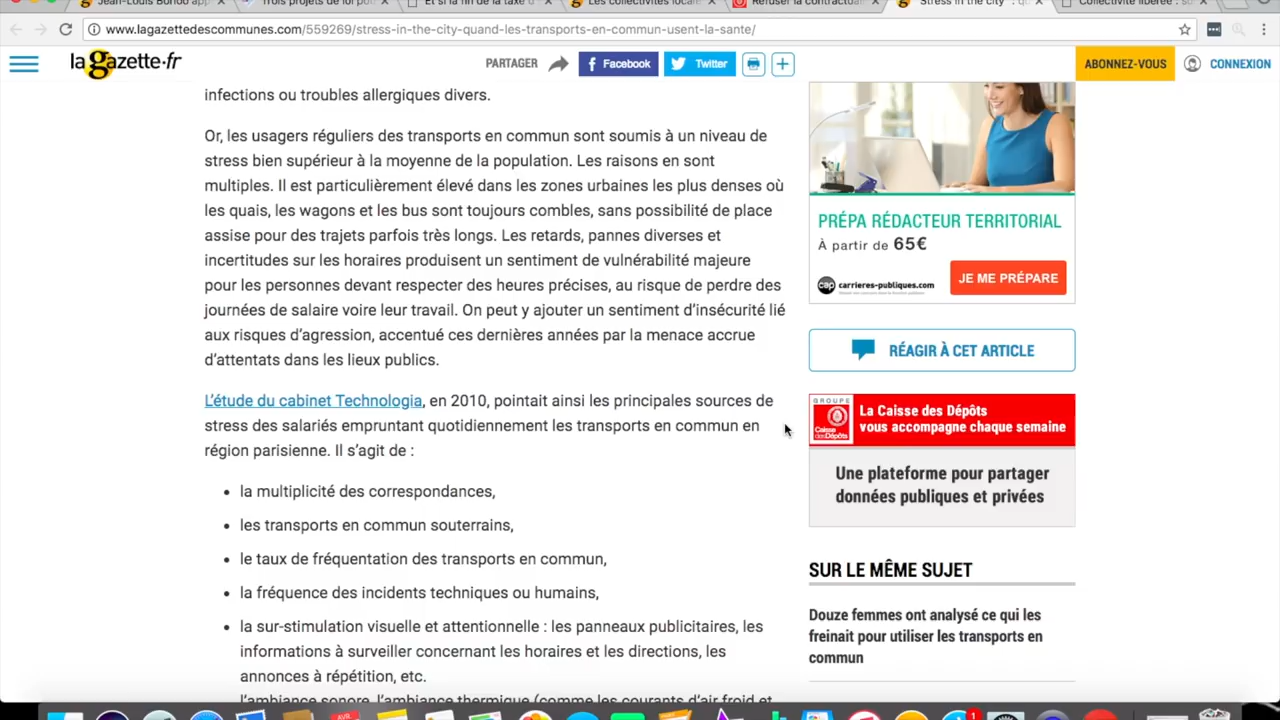 Jean-Louis Borloo app
Trois projets de loi pou
Et si la fin de la taxe d'
Les collectivités locale
Refuser la contractual
Stress in the city : qu
Collectivité libérée : so
www.lagazettedescommunes.com/559269/stress-in-the-city-quand-les-transports-en-commun-usent-la-sante/
la gazette.fr
PARTAGER
Facebook
Twitter
ABONNEZ-VOUS
CONNEXION
infections ou troubles allergiques divers.
Or, les usagers réguliers des transports en commun sont soumis à un niveau de
stress bien supérieur à la moyenne de la population. Les raisons en sont
multiples. Il est particulièrement élevé dans les zones urbaines les plus denses où
les quais, les wagons et les bus sont toujours combles, sans possibilité de place
assise pour des trajets parfois très longs. Les retards, pannes diverses et
incertitudes sur les horaires produisent un sentiment de vulnérabilité majeure
pour les personnes devant respecter des heures précises, au risque de perdre des
journées de salaire voire leur travail. On peut y ajouter un sentiment d'insécurité lié
aux risques d'agression, accentué ces dernières années par la menace accrue
d'attentats dans les lieux publics.
L'étude du cabinet Technologia, en 2010, pointait ainsi les principales sources de
stress des salariés empruntant quotidiennement les transports en commun en
région parisienne. Il s'agit de :
• la multiplicité des correspondances,
• les transports en commun souterrains,
• le taux de fréquentation des transports en commun,
• la fréquence des incidents techniques ou humains,
• la sur-stimulation visuelle et attentionnelle : les panneaux publicitaires, les
informations à surveiller concernant les horaires et les directions, les
annonces à répétition, etc.
l'ambiance sonore, l'ambiance thermique (comme les courants d'air froid et
PRÉPA RÉDACTEUR TERRITORIAL
À partir de 65€
cap carrieres-publiques.com
JE ME PRÉPARE
RÉAGIR À CET ARTICLE
GROUPE
Caisse des Dépôts
La Caisse des Dépôts
vous accompagne chaque semaine
Une plateforme pour partager
données publiques et privées
SUR LE MÊME SUJET
Douze femmes ont analysé ce qui les
freinait pour utiliser les transports en
commun
AVR
1